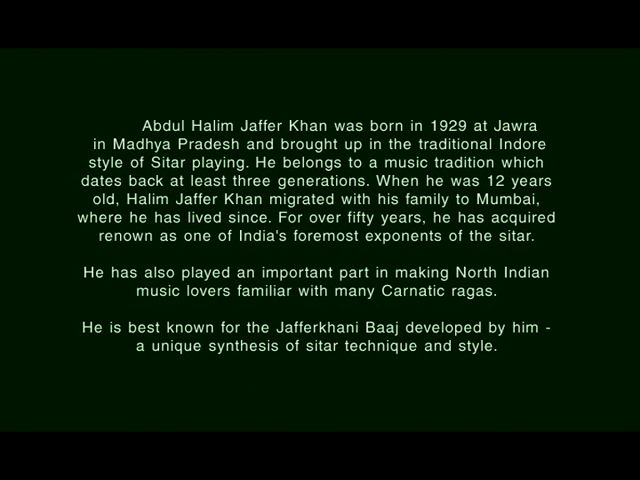 Abdul Halim Jaffer Khan was born in 1929 at Jawra
in Madhya Pradesh and brought up in the traditional Indore
style of Sitar playing. He belongs to a music tradition which
dates back at least three generations. When he was 12 years
old, Halim Jaffer Khan migrated with his family to Mumbai,
where he has lived since. For over fifty years, he has acquired
renown as one of India's foremost exponents of the sitar.
He has also played an important part in making North Indian
music lovers familiar with many Carnatic ragas.
He is best known for the Jafferkhani Baaj developed by him -
a unique synthesis of sitar technique and style.